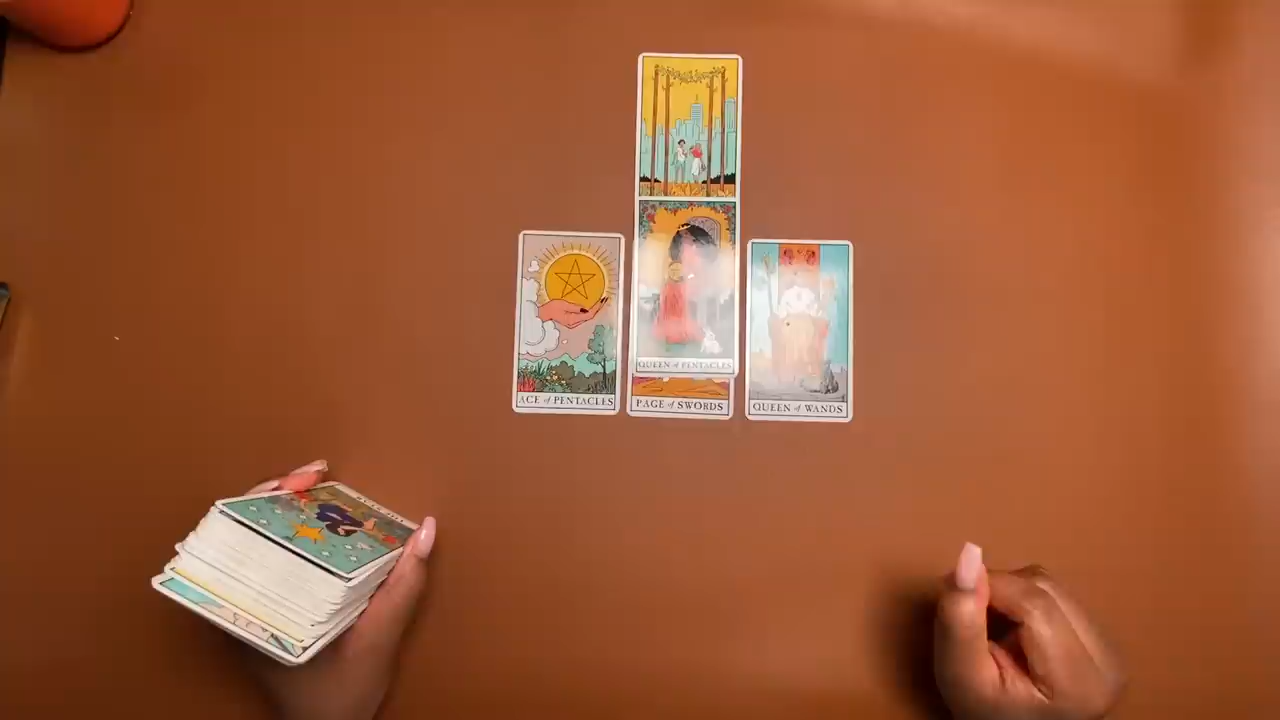 QUEEN of PENTACLES
ACE of PENTACLES
PAGE of SWORDS
QUEEN of WANDS